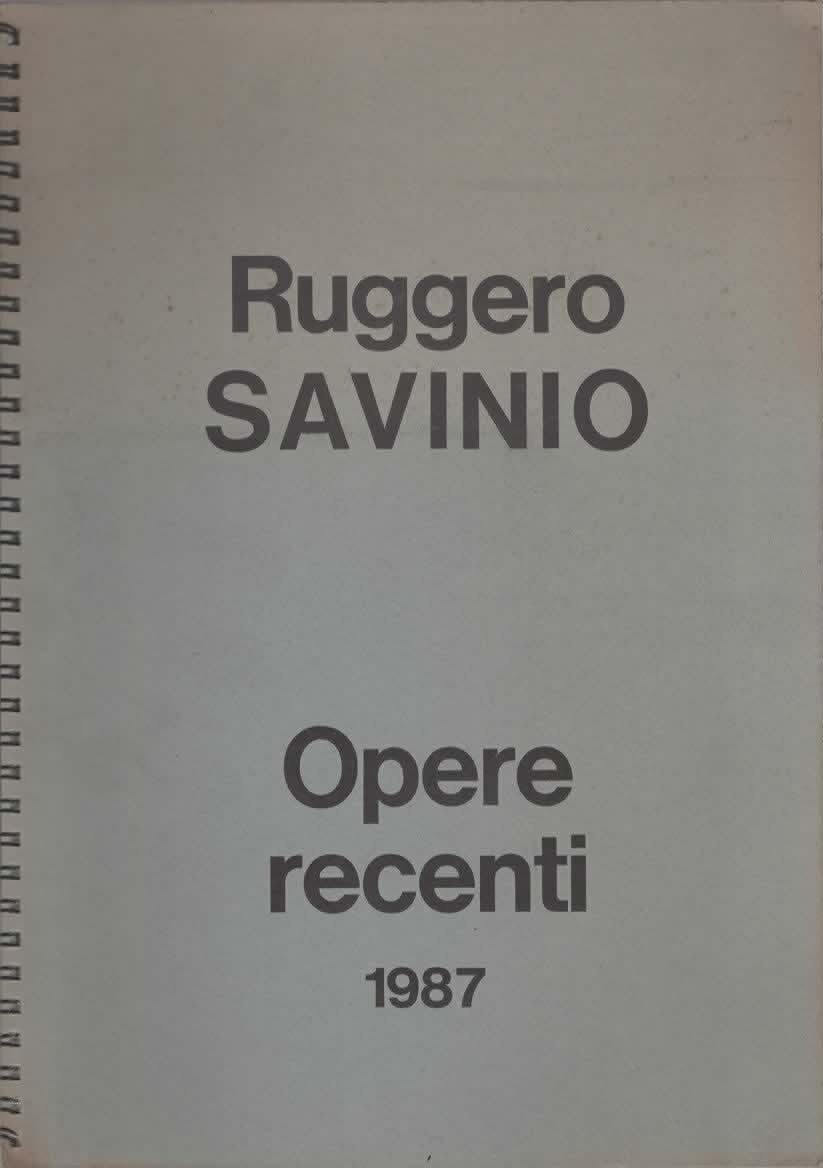 Ruggero
SAVINIO
Opere
recenti
1987